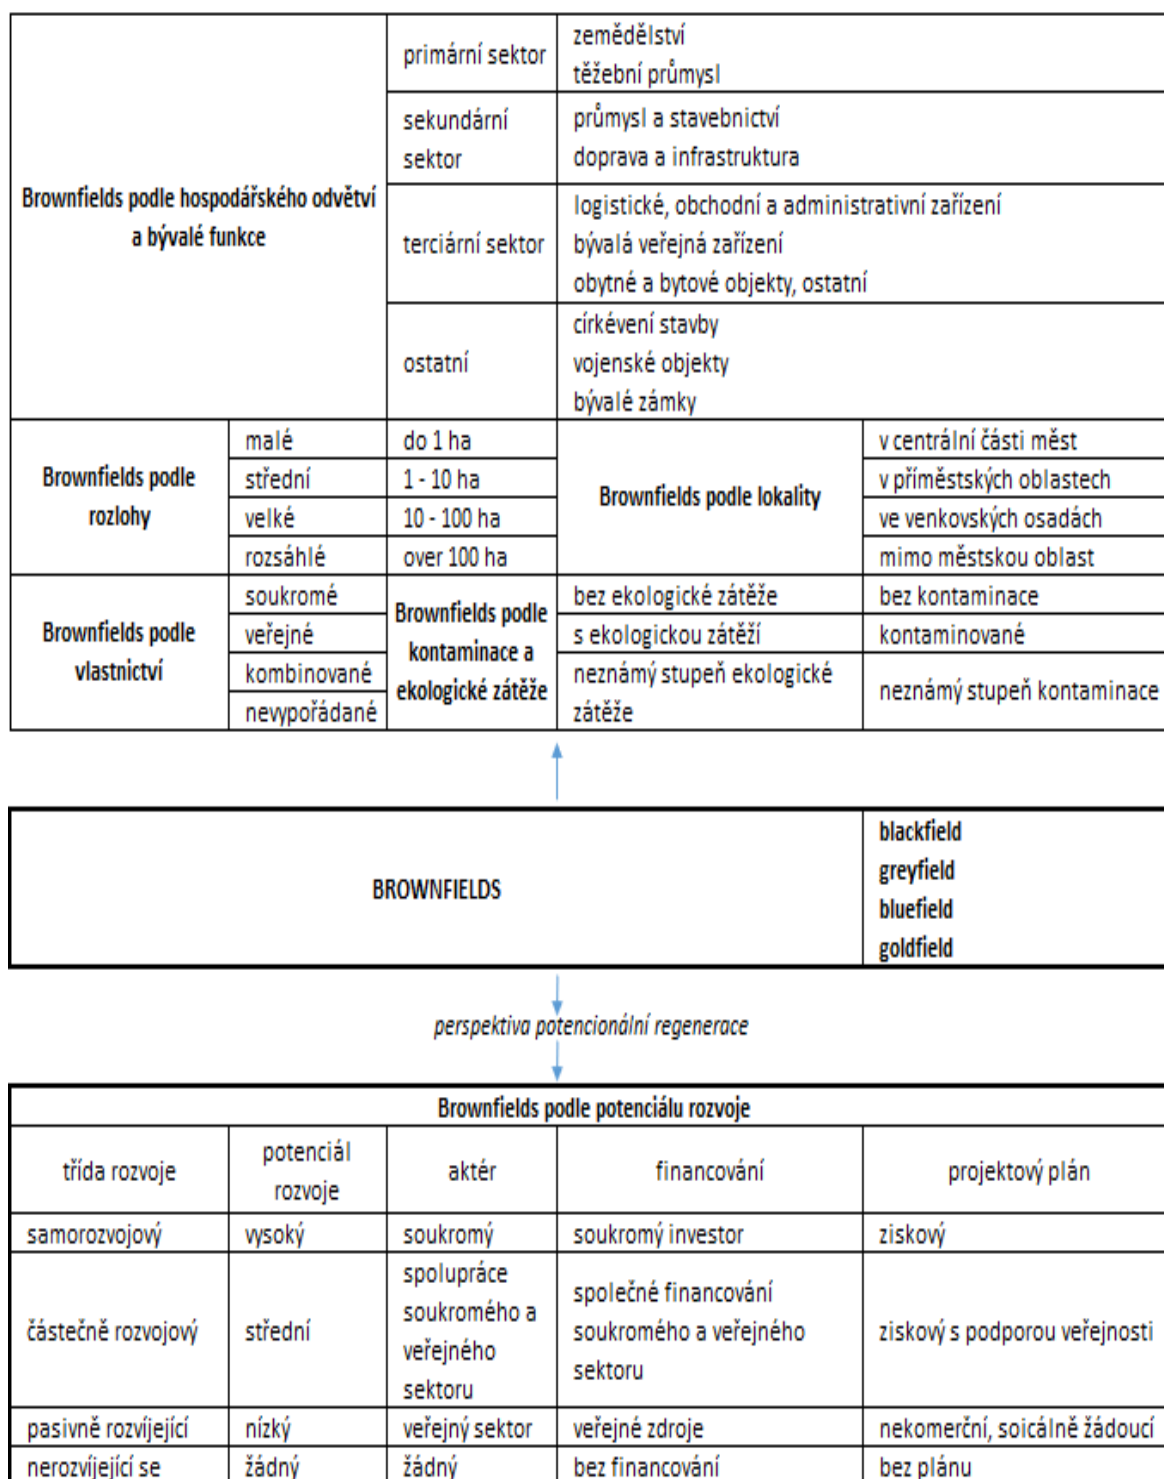 Brownfields podle hospodářského odvětví
a bývalé funkce
primární sektor
zemědělství
těžební průmysl
sekundární
sektor
průmysl a stavebnictví
doprava a infrastruktura
terciární sektor
logistické, obchodní a administrativní zařízení
bývalá veřejná zařízení
obytné a bytové objekty, ostatní
ostatní
církévení stavby
vojenské objekty
bývalé zámky
Brownfields podle
rozlohy
malé
do 1 ha
střední
1 - 10 ha
velké
10 - 100 ha
rozsáhlé
over 100 ha
Brownfields podle lokality
v centrální části měst
v příměstských oblastech
ve venkovských osadách
mimo městskou oblast
Brownfields podle
vlastnictví
soukromé
veřejné
kombinované
nevypořádané
Brownfields podle
kontaminace a
ekologické zátěže
bez ekologické zátěže
bez kontaminace
s ekologickou zátěží
kontaminované
neznámý stupeň ekologické
zátěže
neznámý stupeň kontaminace
BROWNFIELDS
blackfield
greyfield
bluefield
goldfield
perspektiva potencionální regenerace
Brownfields podle potenciálu rozvoje
třída rozvoje
potenciál
rozvoje
aktér
financování
projektový plán
samorozvojový
vysoký
soukromý
soukromý investor
ziskový
částečně rozvojový
střední
spolupráce
soukromého a
veřejného
sektoru
společné financování
soukromého a veřejného
sektoru
ziskový s podporou veřejnosti
pasivně rozvíjející
nízký
veřejný sektor
veřejné zdroje
nekomerční, soicálně žádoucí
nerozvíjející se
žádný
žádný
bez financování
bez plánu